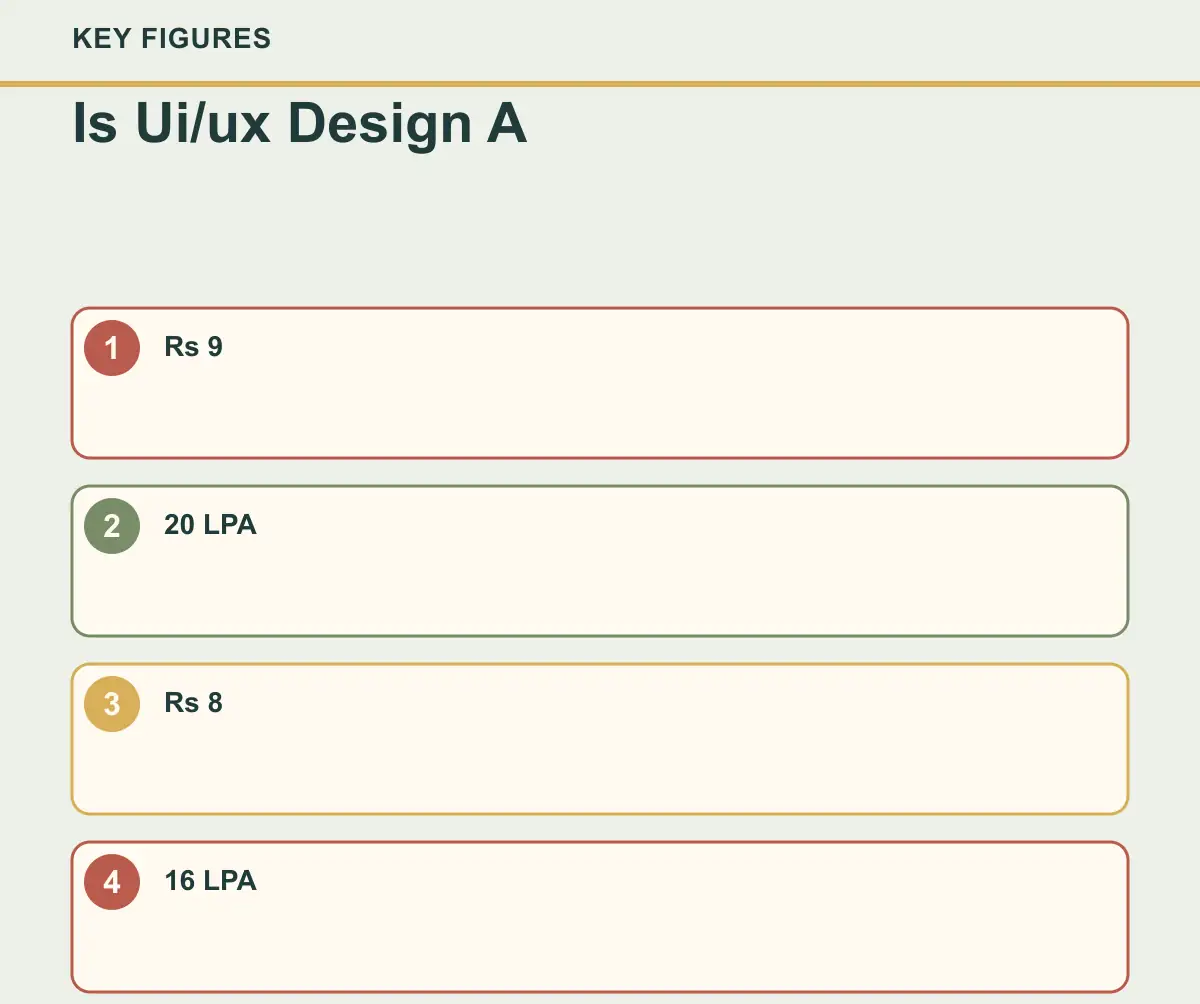 KEY FIGURES
Is Ui/ux Design A
1 Rs 9
2 20 LPA
3 Rs 8
4 16 LPA